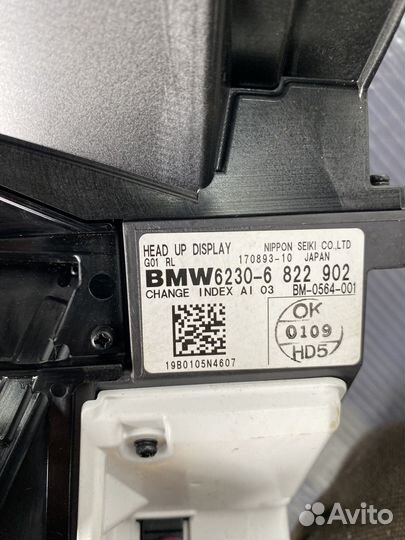 HEAD UP DISPLAY NIPPON SEIKI CO.,LTD
G01 RL 170893-10 JAPAN
BMW6230-6 822 902
CHANGE INDEX AI 03 BM-0564-001
OK
0109
HD5
19B0105N4607
Avito